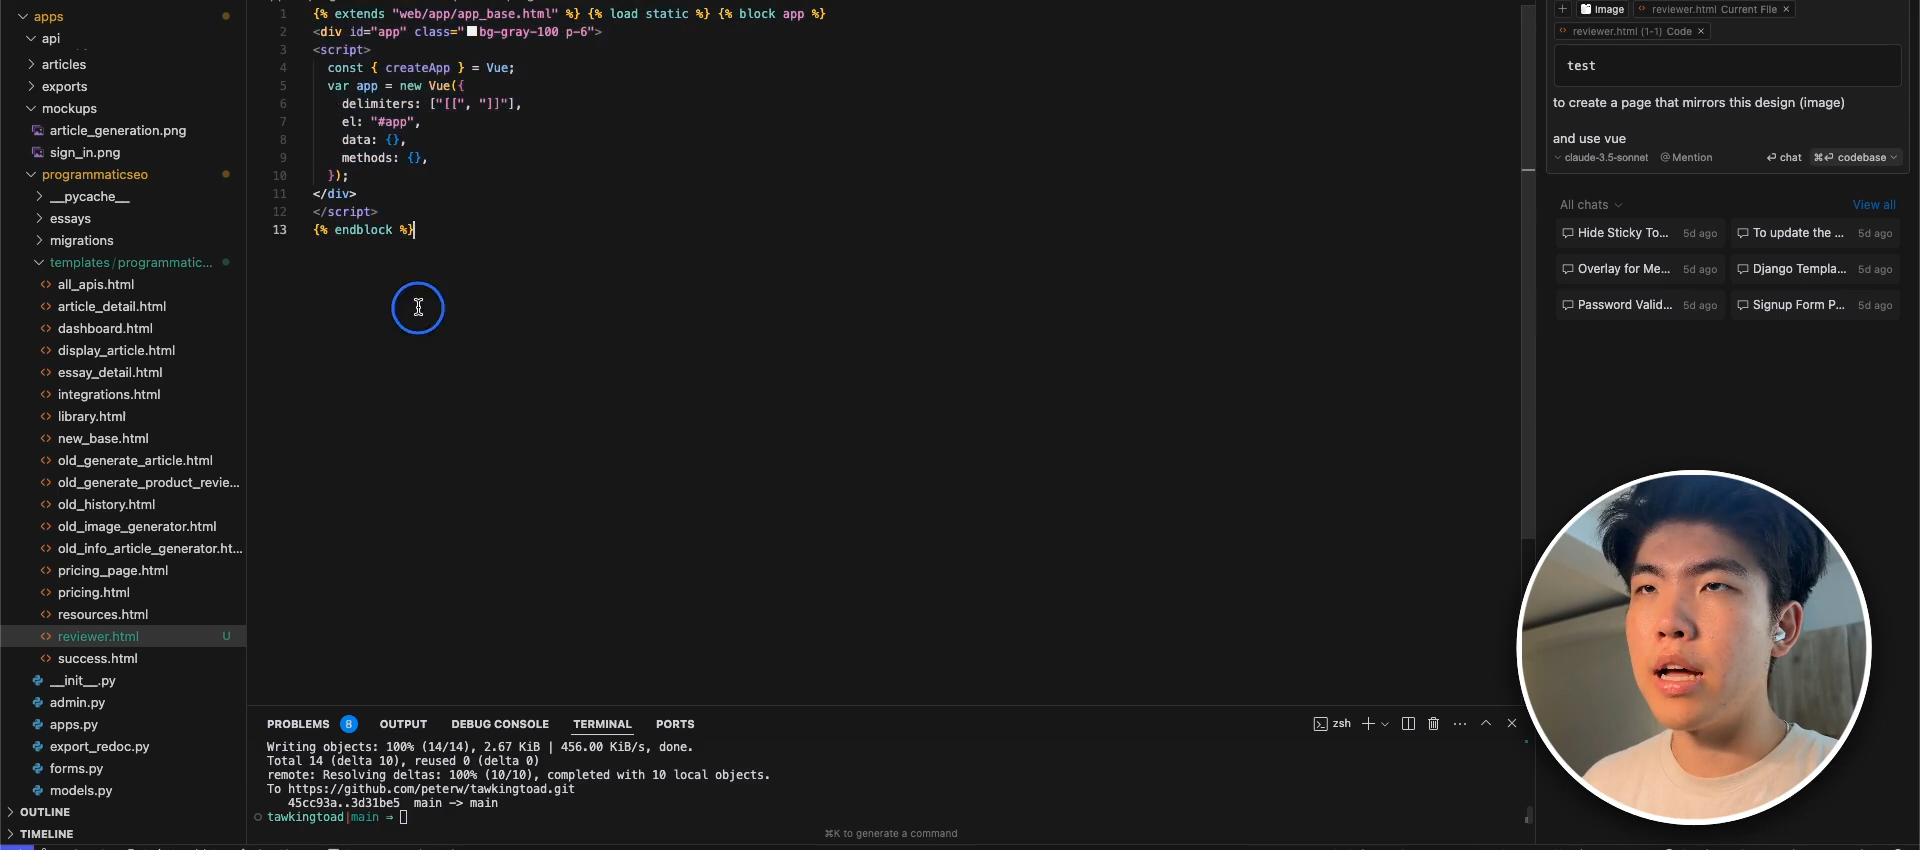 apps
api
articles
exports
mockups
article_generation.png
sign_in.png
programmaticseo
__pycache__
essays
migrations
templates/programmatic...
all_apis.html
article_detail.html
dashboard.html
display_article.html
essay_detail.html
integrations.html
library.html
new_base.html
old_generate_article.html
old_generate_product_revie...
old_history.html
old_image_generator.html
old_info_article_generator.ht...
pricing_page.html
pricing.html
resources.html
reviewer.html U
success.html
__init__.py
admin.py
apps.py
export_redoc.py
forms.py
models.py
OUTLINE
TIMELINE
1 {% extends "web/app/app_base.html" %} {% load static %} {% block app %}
2 <div id="app" class="bg-gray-100 p-6">
3 <script>
4 const { createApp } = Vue;
5 var app = new Vue({
6 delimiters: ["[[", "]]"],
7 el: "#app",
8 data: {},
9 methods: {},
10 });
11 </div>
12 </script>
13 {% endblock %}
PROBLEMS 8 OUTPUT DEBUG CONSOLE TERMINAL PORTS
zsh
Writing objects: 100% (14/14), 2.67 KiB | 456.00 KiB/s, done.
Total 14 (delta 10), reused 0 (delta 0)
remote: Resolving deltas: 100% (10/10), completed with 10 local objects.
To https://github.com/peterw/tawkingtoad.git
45cc93a..3d31be5 main -> main
tawkingtoad|main ⇒
⌘K to generate a command
+ Image reviewer.html Current File ×
reviewer.html (1-1) Code ×
test
to create a page that mirrors this design (image)
and use vue
claude-3.5-sonnet @ Mention ↵ chat ⌘↵ codebase
All chats View all
Hide Sticky To... 5d ago To update the ... 5d ago
Overlay for Me... 5d ago Django Templa... 5d ago
Password Valid... 5d ago Signup Form P... 5d ago